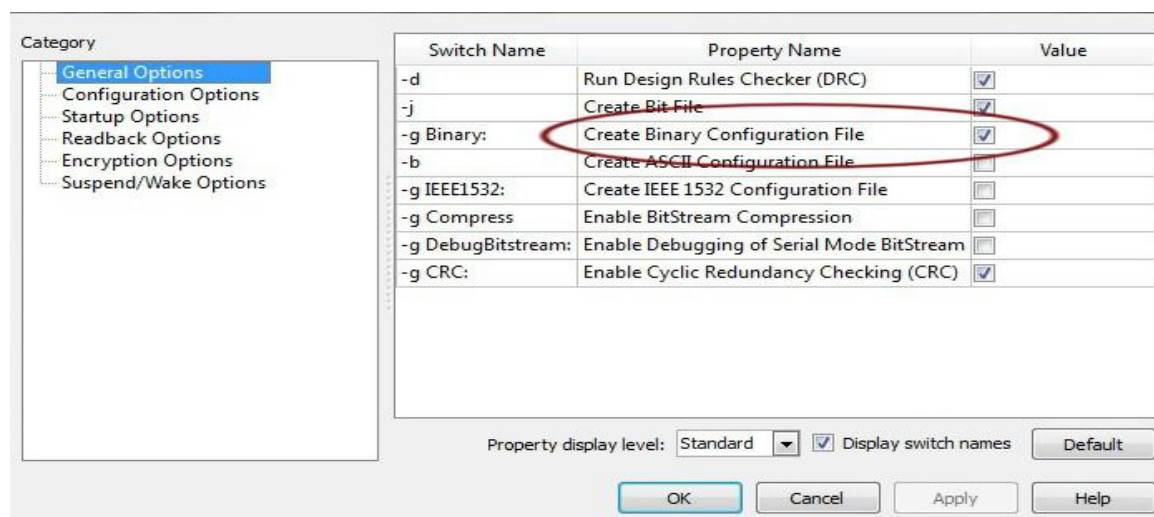 Category
General Options
Configuration Options
Startup Options
Readback Options
Encryption Options
Suspend/Wake Options
Switch Name Property Name Value
-d Run Design Rules Checker (DRC)
-j Create Bit File
-g Binary: Create Binary Configuration File
-b Create ASCII Configuration File
-g IEEE1532: Create IEEE 1532 Configuration File
-g Compress Enable BitStream Compression
-g DebugBitstream: Enable Debugging of Serial Mode BitStream
-g CRC: Enable Cyclic Redundancy Checking (CRC)
Property display level: Standard Display switch names Default
OK Cancel Apply Help